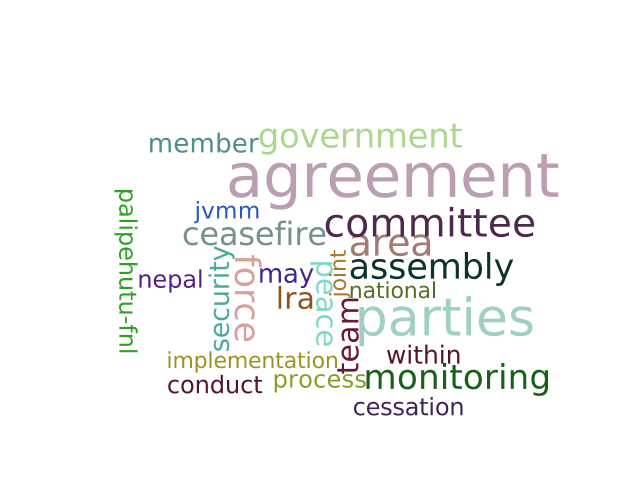 government
member
agreement
palipehutu-fnl
jvmm
committee
ceasefire
area
security
force
assembly
peace
joint
may
nepal
lra
national
parties
team
within
implementation
monitoring
process
conduct
cessation